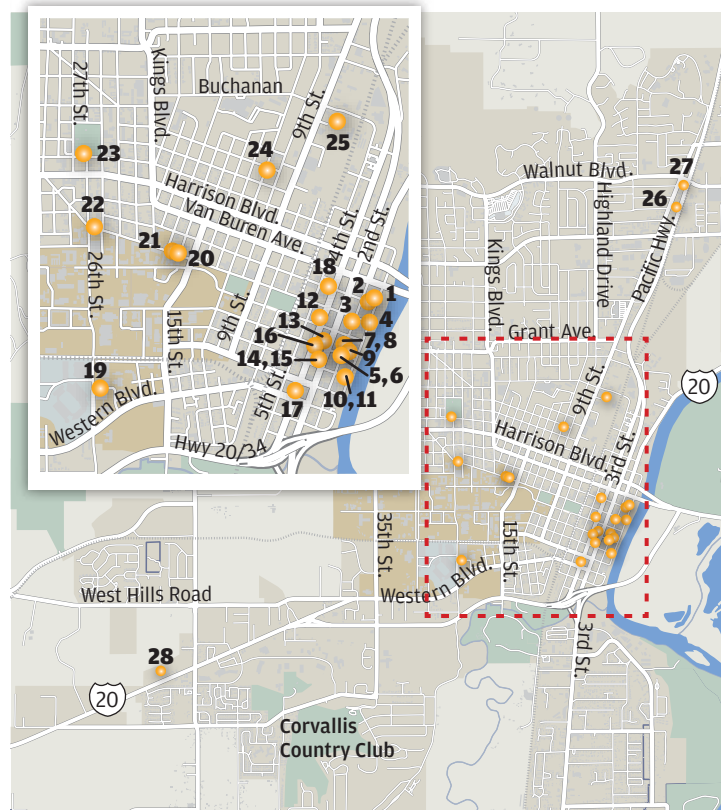 27th St.
Kings Blvd.
Buchanan
9th St.
25
24
23
Harrison Blvd.
Van Buren Ave.
4th St.
2nd St.
22
26th St.
21
20
18
2
1
12
3
4
13
16
7, 8
9
14, 15
5, 6
10, 11
15th St.
9th St.
5th St.
17
19
Western Blvd.
Hwy 20/34
Walnut Blvd.
27
26
Highland Drive
Pacific Hwy.
Kings Blvd.
Grant Ave.
9th St.
20
Harrison Blvd.
3rd St.
35th St.
15th St.
Western Blvd.
West Hills Road
3rd St.
28
20
Corvallis
Country Club